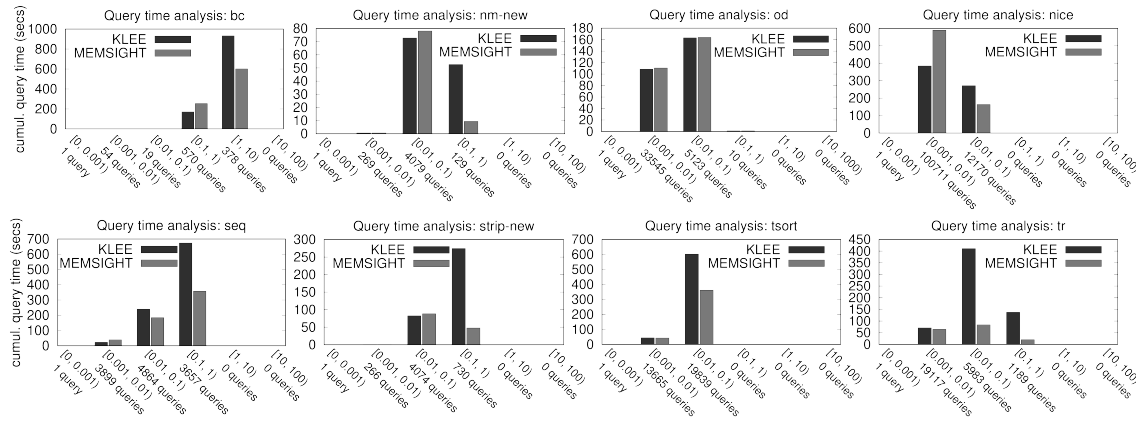 Query time analysis: bc
cumul. query time (secs)
1000
800
600
400
200
0
KLEE
MEMSIGHT
[0, 0.001)
1 query
[0.001, 0.01)
54 queries
[0.01, 0.1)
19 queries
[0.1, 1)
570 queries
[1, 10)
378 queries
[10, 100)
0 queries
Query time analysis: nm-new
80
70
60
50
40
30
20
10
0
KLEE
MEMSIGHT
[0, 0.001)
1 query
[0.001, 0.01)
269 queries
[0.01, 0.1)
4079 queries
[0.1, 1)
129 queries
[1, 10)
0 queries
[10, 100)
0 queries
Query time analysis: od
180
160
140
120
100
80
60
40
20
0
KLEE
MEMSIGHT
[0, 0.001)
1 query
[0.001, 0.01)
33545 queries
[0.01, 0.1)
5123 queries
[0.1, 1)
10 queries
[1, 10)
0 queries
[10, 100)
0 queries
Query time analysis: nice
600
500
400
300
200
100
0
KLEE
MEMSIGHT
[0, 0.001)
1 query
[0.001, 0.01)
100711 queries
[0.01, 0.1)
12170 queries
[0.1, 1)
0 queries
[1, 10)
0 queries
[10, 100)
0 queries
Query time analysis: seq
cumul. query time (secs)
700
600
500
400
300
200
100
0
KLEE
MEMSIGHT
[0, 0.001)
1 query
[0.001, 0.01)
3899 queries
[0.01, 0.1)
4864 queries
[0.1, 1)
3657 queries
[1, 10)
0 queries
[10, 100)
0 queries
Query time analysis: strip-new
300
250
200
150
100
50
0
KLEE
MEMSIGHT
[0, 0.001)
1 query
[0.001, 0.01)
266 queries
[0.01, 0.1)
4074 queries
[0.1, 1)
730 queries
[1, 10)
0 queries
[10, 100)
0 queries
Query time analysis: tsort
700
600
500
400
300
200
100
0
KLEE
MEMSIGHT
[0, 0.001)
1 query
[0.001, 0.01)
13665 queries
[0.01, 0.1)
19839 queries
[0.1, 1)
0 queries
[1, 10)
0 queries
[10, 100)
0 queries
Query time analysis: tr
450
400
350
300
250
200
150
100
50
0
KLEE
MEMSIGHT
[0, 0.001)
1 query
[0.001, 0.01)
19117 queries
[0.01, 0.1)
5983 queries
[0.1, 1)
1189 queries
[1, 10)
0 queries
[10, 100)
0 queries